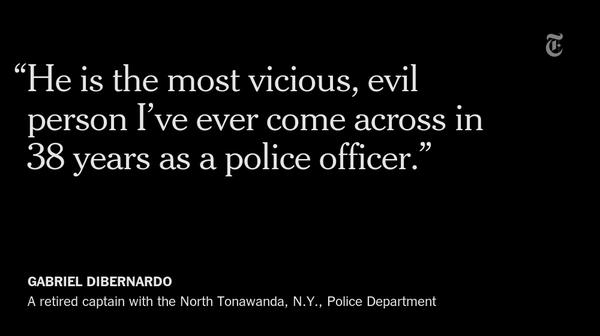 “He is the most vicious, evil
person I’ve ever come across in
38 years as a police officer.”
GABRIEL DIBERNARDO
A retired captain with the North Tonawanda, N.Y., Police Department